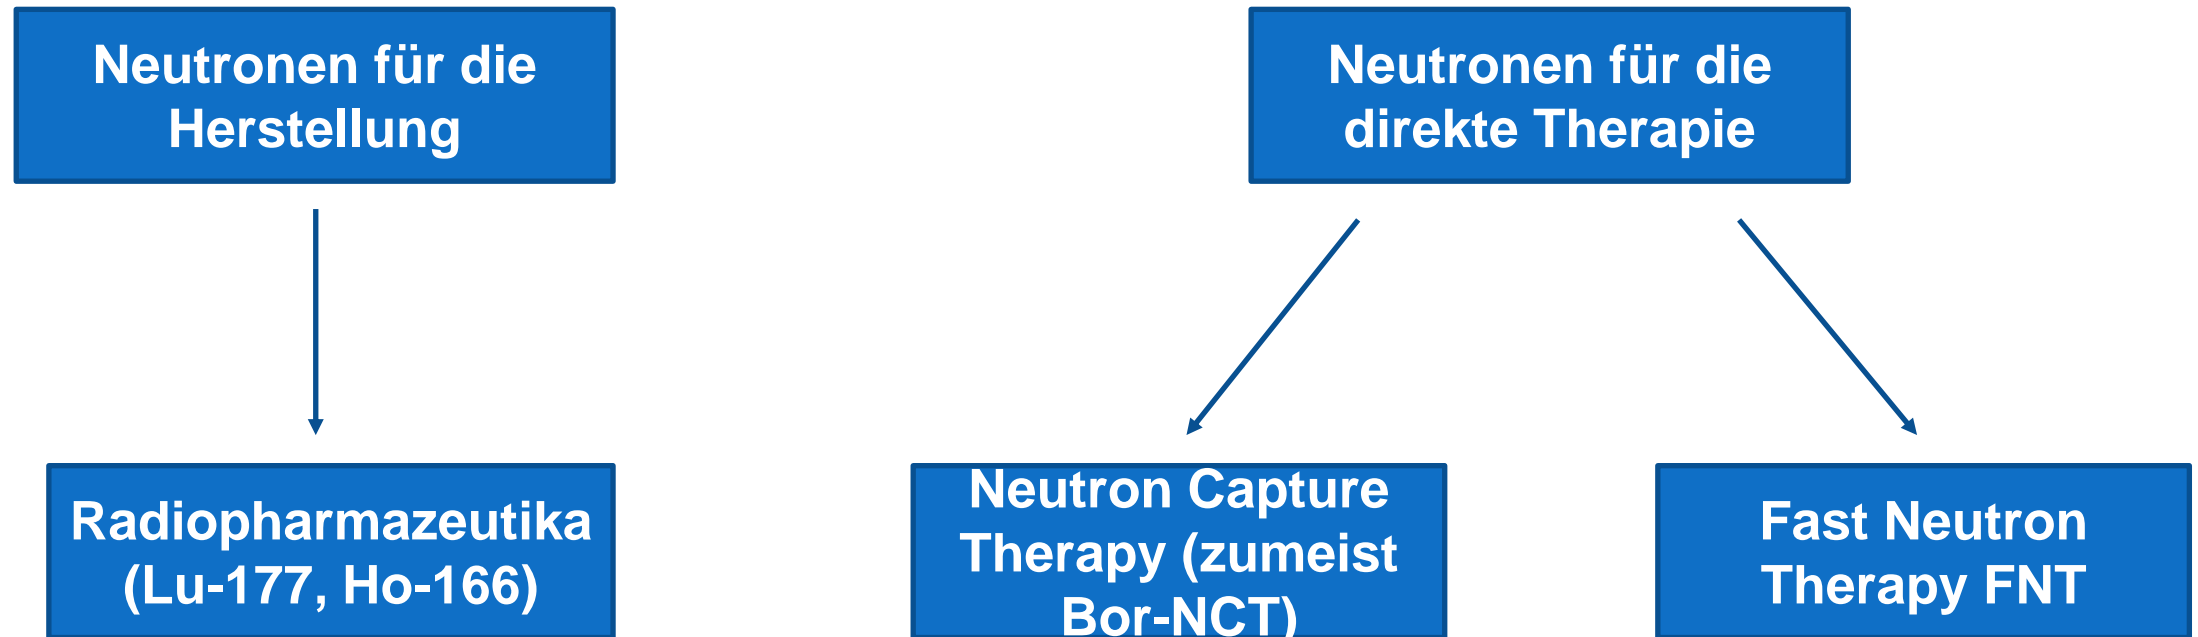 Neutronen für die
Herstellung
Neutronen für die
direkte Therapie
Radiopharmazeutika
(Lu-177, Ho-166)
Neutron Capture
Therapy (zumeist
Bor-NCT)
Fast Neutron
Therapy FNT